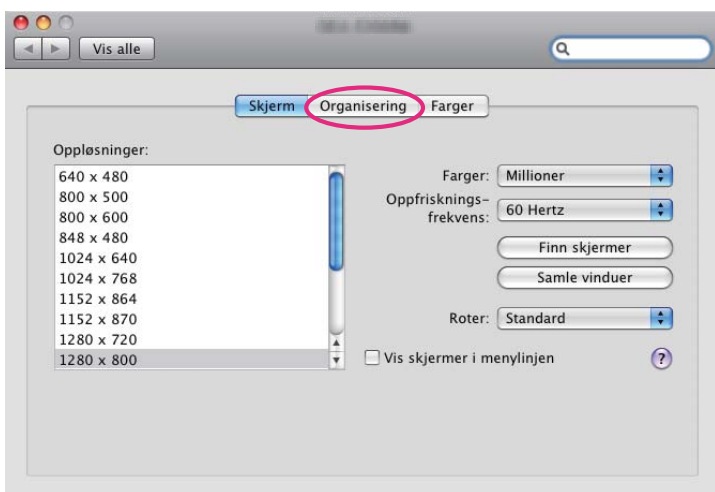 Vis alle
Skjerm Organisering Farger
Oppløsninger:
640 x 480
800 x 500
800 x 600
848 x 480
1024 x 640
1024 x 768
1152 x 864
1152 x 870
1280 x 720
1280 x 800
Farger: Millioner
Oppfrisknings-
frekvens: 60 Hertz
Finn skjermer
Samle vinduer
Roter: Standard
Vis skjermer i menylinjen ?